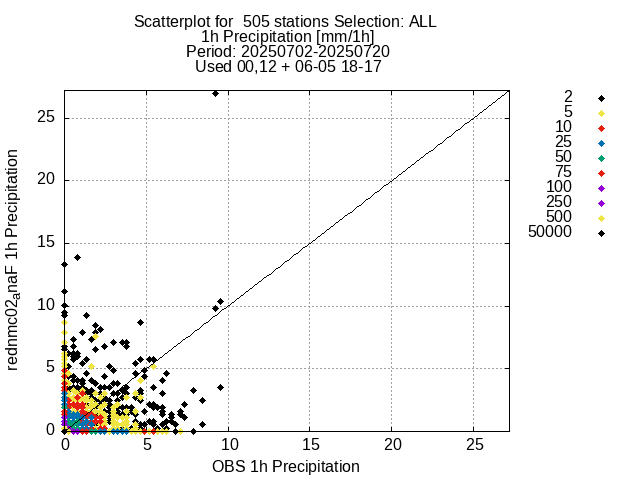 Scatterplot for  505 stations Selection: ALL
1h Precipitation [mm/1h]
Period: 20250702-20250720
Used 00,12 + 06-05 18-17
rednmc02anaF 1h Precipitation
25
20
15
10
5
0
0 5 10 15 20 25
OBS 1h Precipitation
2
5
10
25
50
75
100
250
500
50000